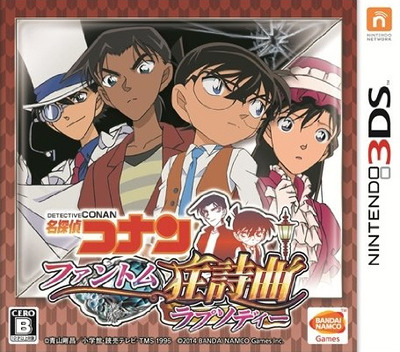 NINTENDO
NETWORK
NINTENDO 3DS
DETECTIVE CONAN
名探偵コナン
ファントム狂詩曲
ラプソディー
CERO
B
BANDAI
NAMCO
Games
©青山剛昌/小学館・読売テレビ・TMS 1996 ©2014 BANDAI NAMCO Games Inc.